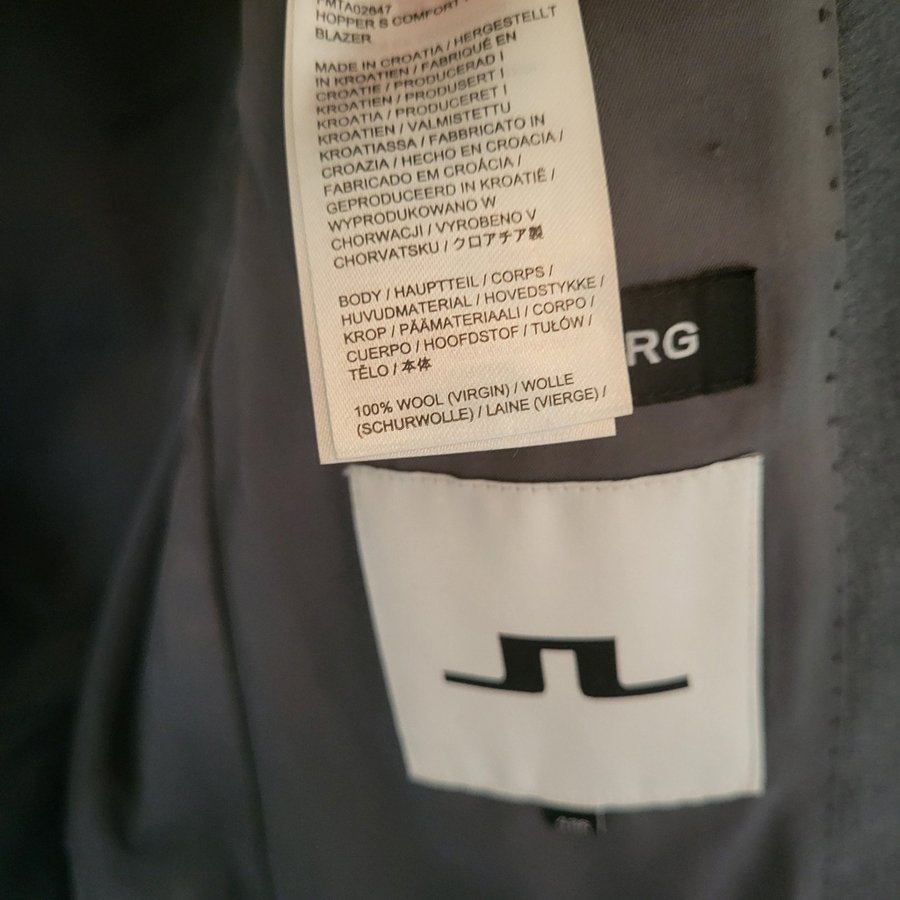 FMTA02647
HOPPER S COMFORT
BLAZER
MADE IN CROATIA / HERGESTELLT
IN KROATIEN / FABRIQUÉ EN
CROATIE / PRODUCERAD I
KROATIEN / PRODUSERT I
KROATIA / PRODUCERET I
KROATIEN / VALMISTETTU
KROATIASSA / FABBRICATO IN
CROAZIA / HECHO EN CROACIA /
FABRICADO EM CROÁCIA /
GEPRODUCEERD IN KROATIË /
WYPRODUKOWANO W
CHORWACJI / VYROBENO V
CHORVATSKU / クロアチア製
BODY / HAUPTTEIL / CORPS /
HUVUDMATERIAL / HOVEDSTYKKE /
KROP / PÄÄMATERIAALI / CORPO /
CUERPO / HOOFDSTOF / TUŁÓW /
TĚLO / 本体
100% WOOL (VIRGIN) / WOLLE
(SCHURWOLLE) / LAINE (VIERGE) /
RG